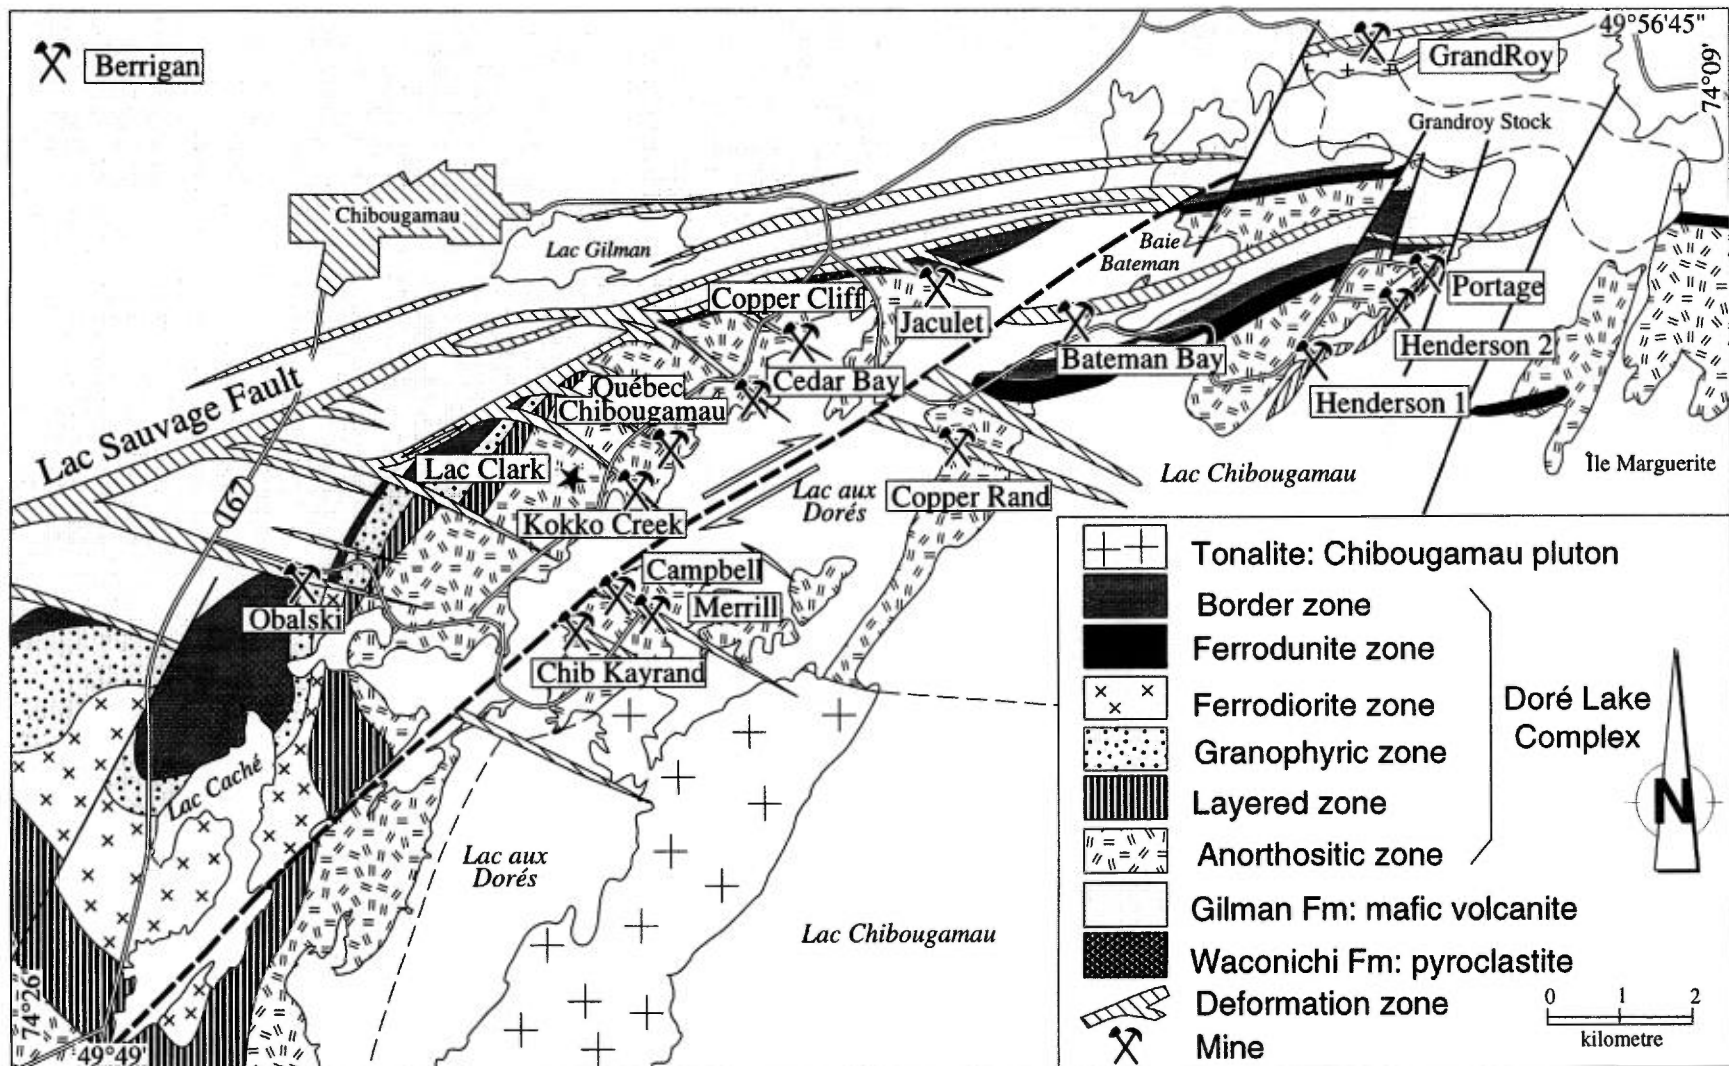 49°56'45"
74°09'
Berrigan
GrandRoy
Grandroy Stock
Chibougamau
Lac Gilman
Baie
Bateman
Copper Cliff
Jaculet
Portage
Henderson 2
Bateman Bay
Cedar Bay
Henderson 1
Québec
Chibougamau
Lac Sauvage Fault
Lac Clark
167
Kokko Creek
Lac aux
Dorés
Copper Rand
Lac Chibougamau
Île Marguerite
Campbell
Merrill
Obalski
Chib Kayrand
Lac Caché
Lac aux
Dorés
Lac Chibougamau
74°26'
49°49'
Tonalite: Chibougamau pluton
Border zone
Ferrodunite zone
Ferrodiorite zone
Granophyric zone
Layered zone
Anorthositic zone
Doré Lake
Complex
Gilman Fm: mafic volcanite
Waconichi Fm: pyroclastite
Deformation zone
Mine
N
0 1 2
kilometre